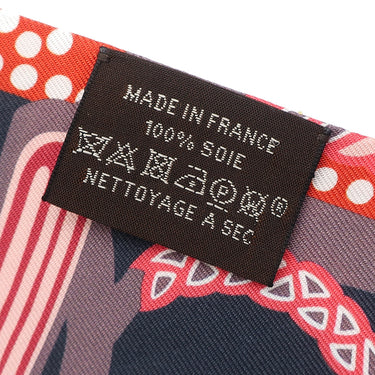 MADE IN FRANCE
100% SOIE
®
NETTOYAGE A SEC